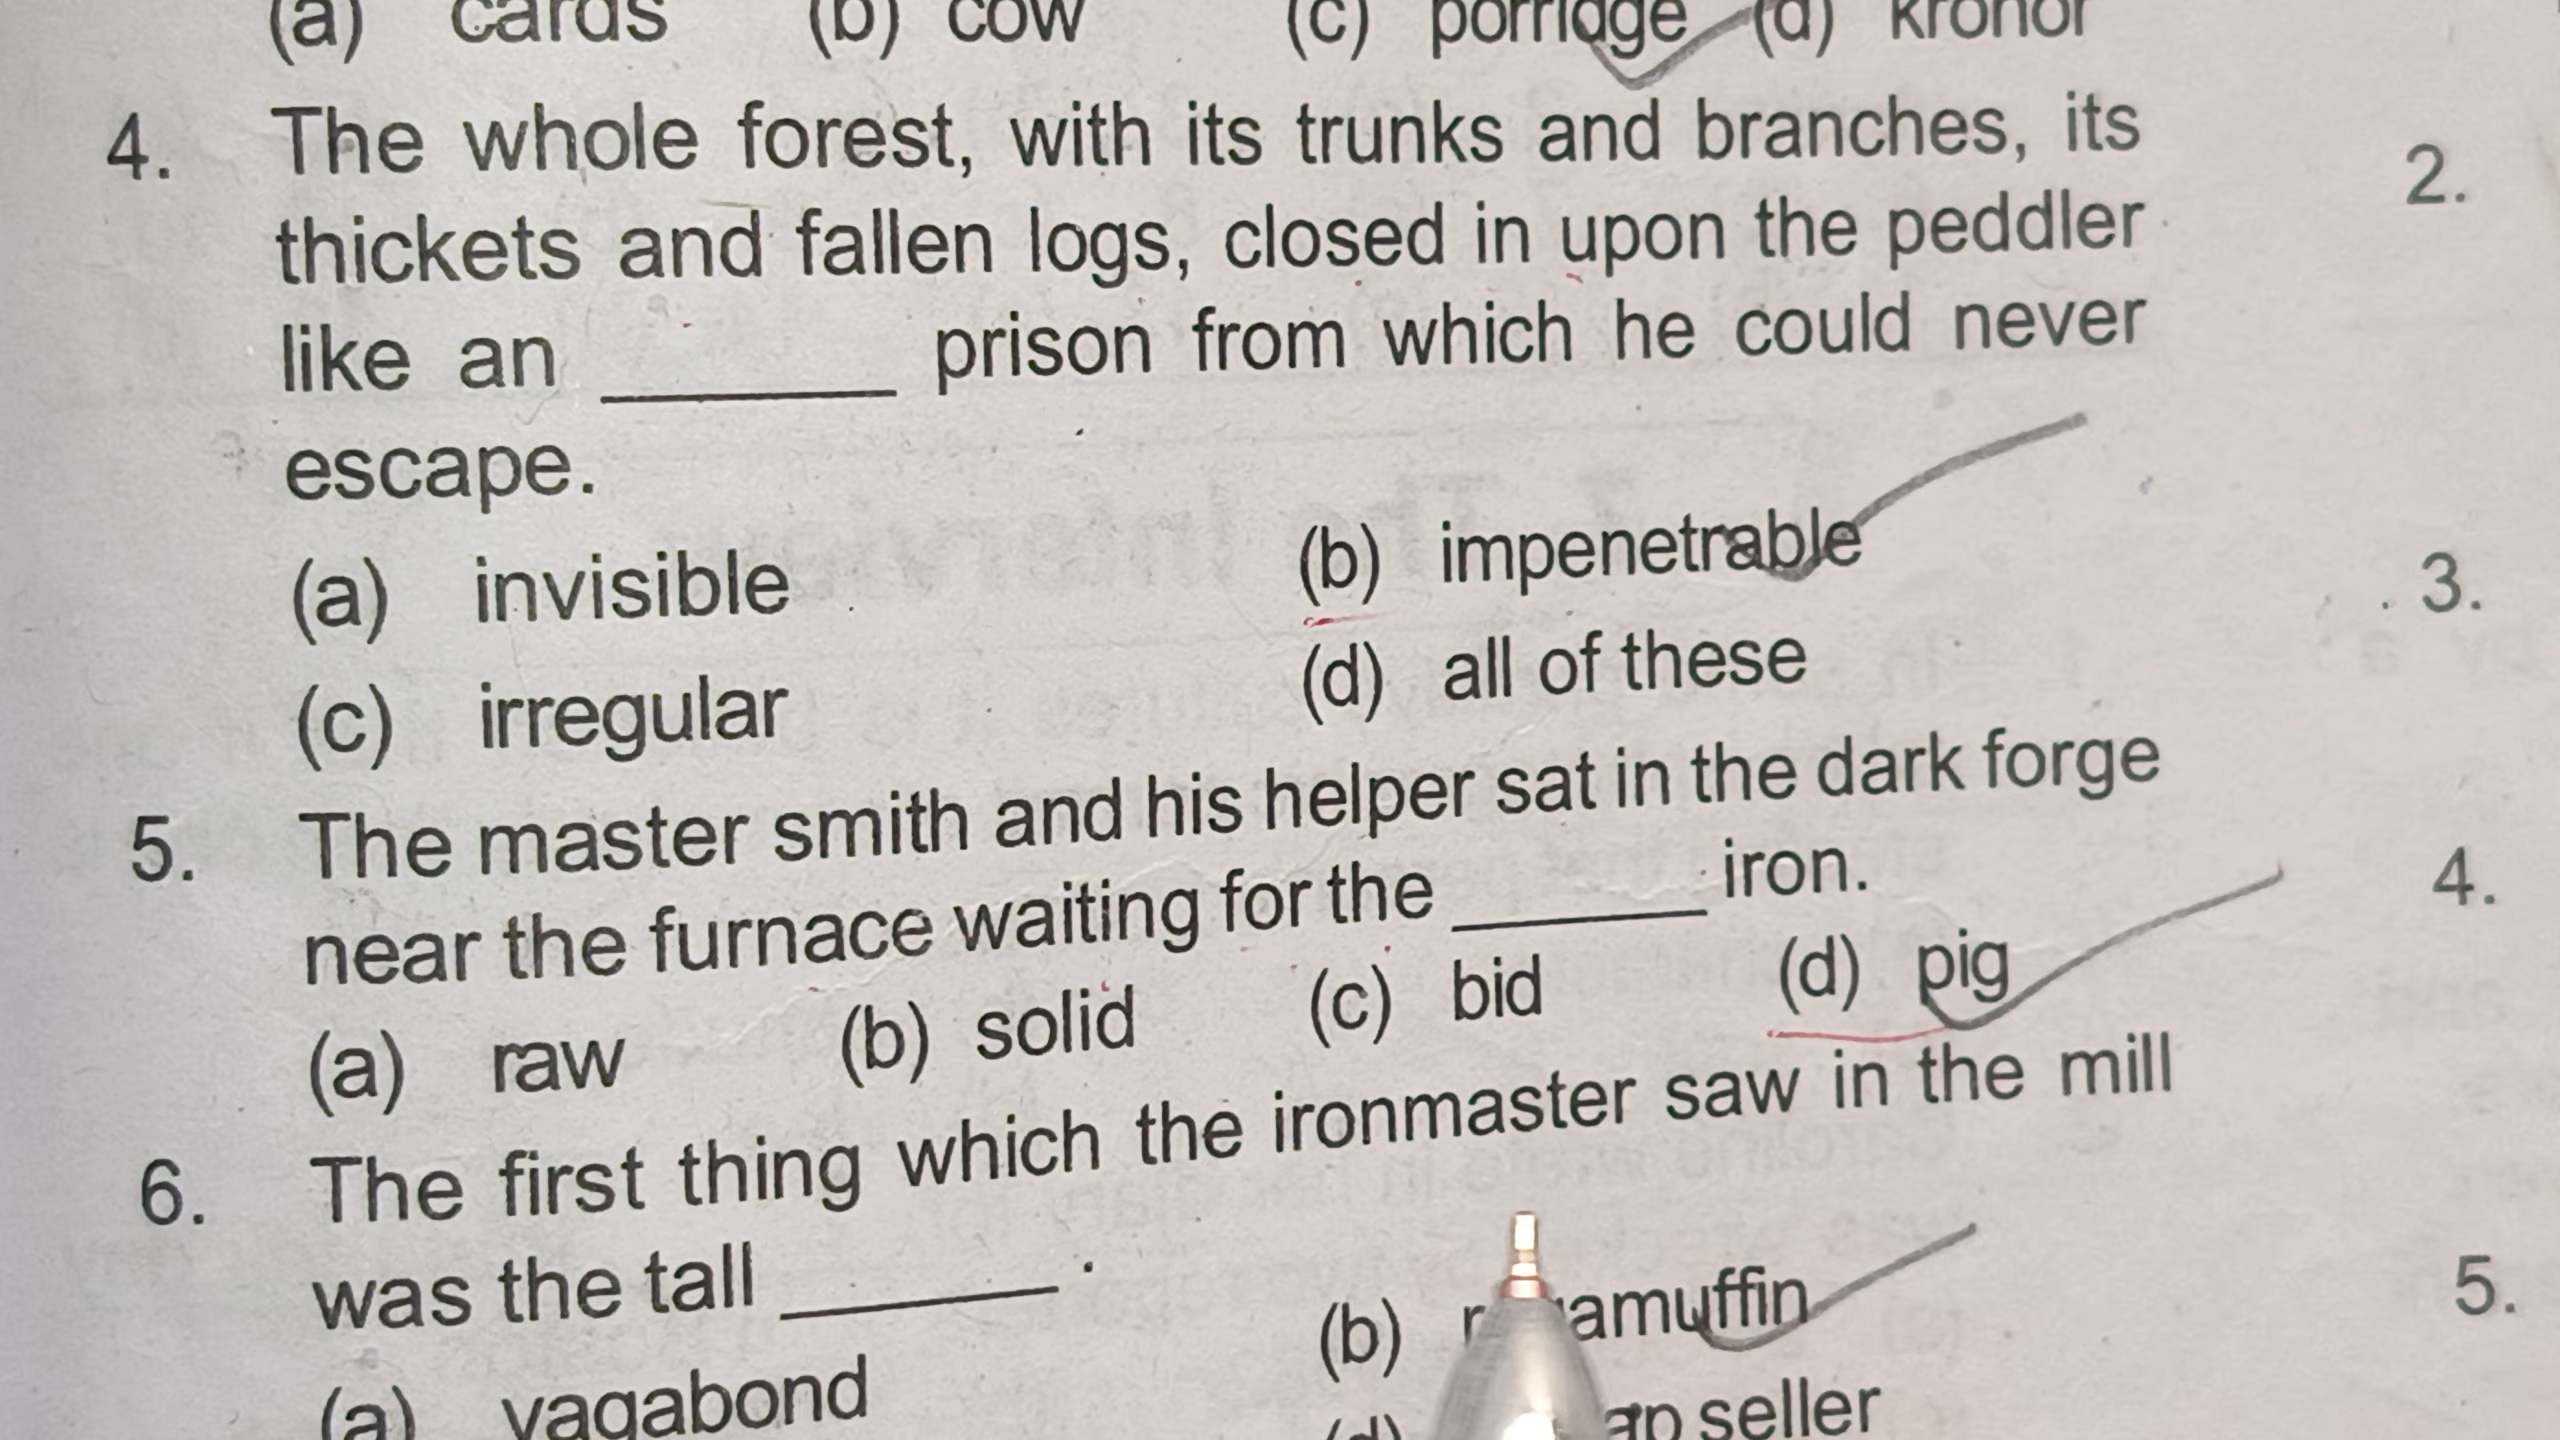 (a) cards (b) cow (c) porridge (d) kronor
4. The whole forest, with its trunks and branches, its
thickets and fallen logs, closed in upon the peddler
like an ________ prison from which he could never
escape.
(a) invisible (b) impenetrable
(c) irregular (d) all of these
5. The master smith and his helper sat in the dark forge
near the furnace waiting for the ________ iron.
(a) raw (b) solid (c) bid (d) pig
6. The first thing which the ironmaster saw in the mill
was the tall ________.
(a) vagabond (b)
(d) seller
2.
3.
4.
5.